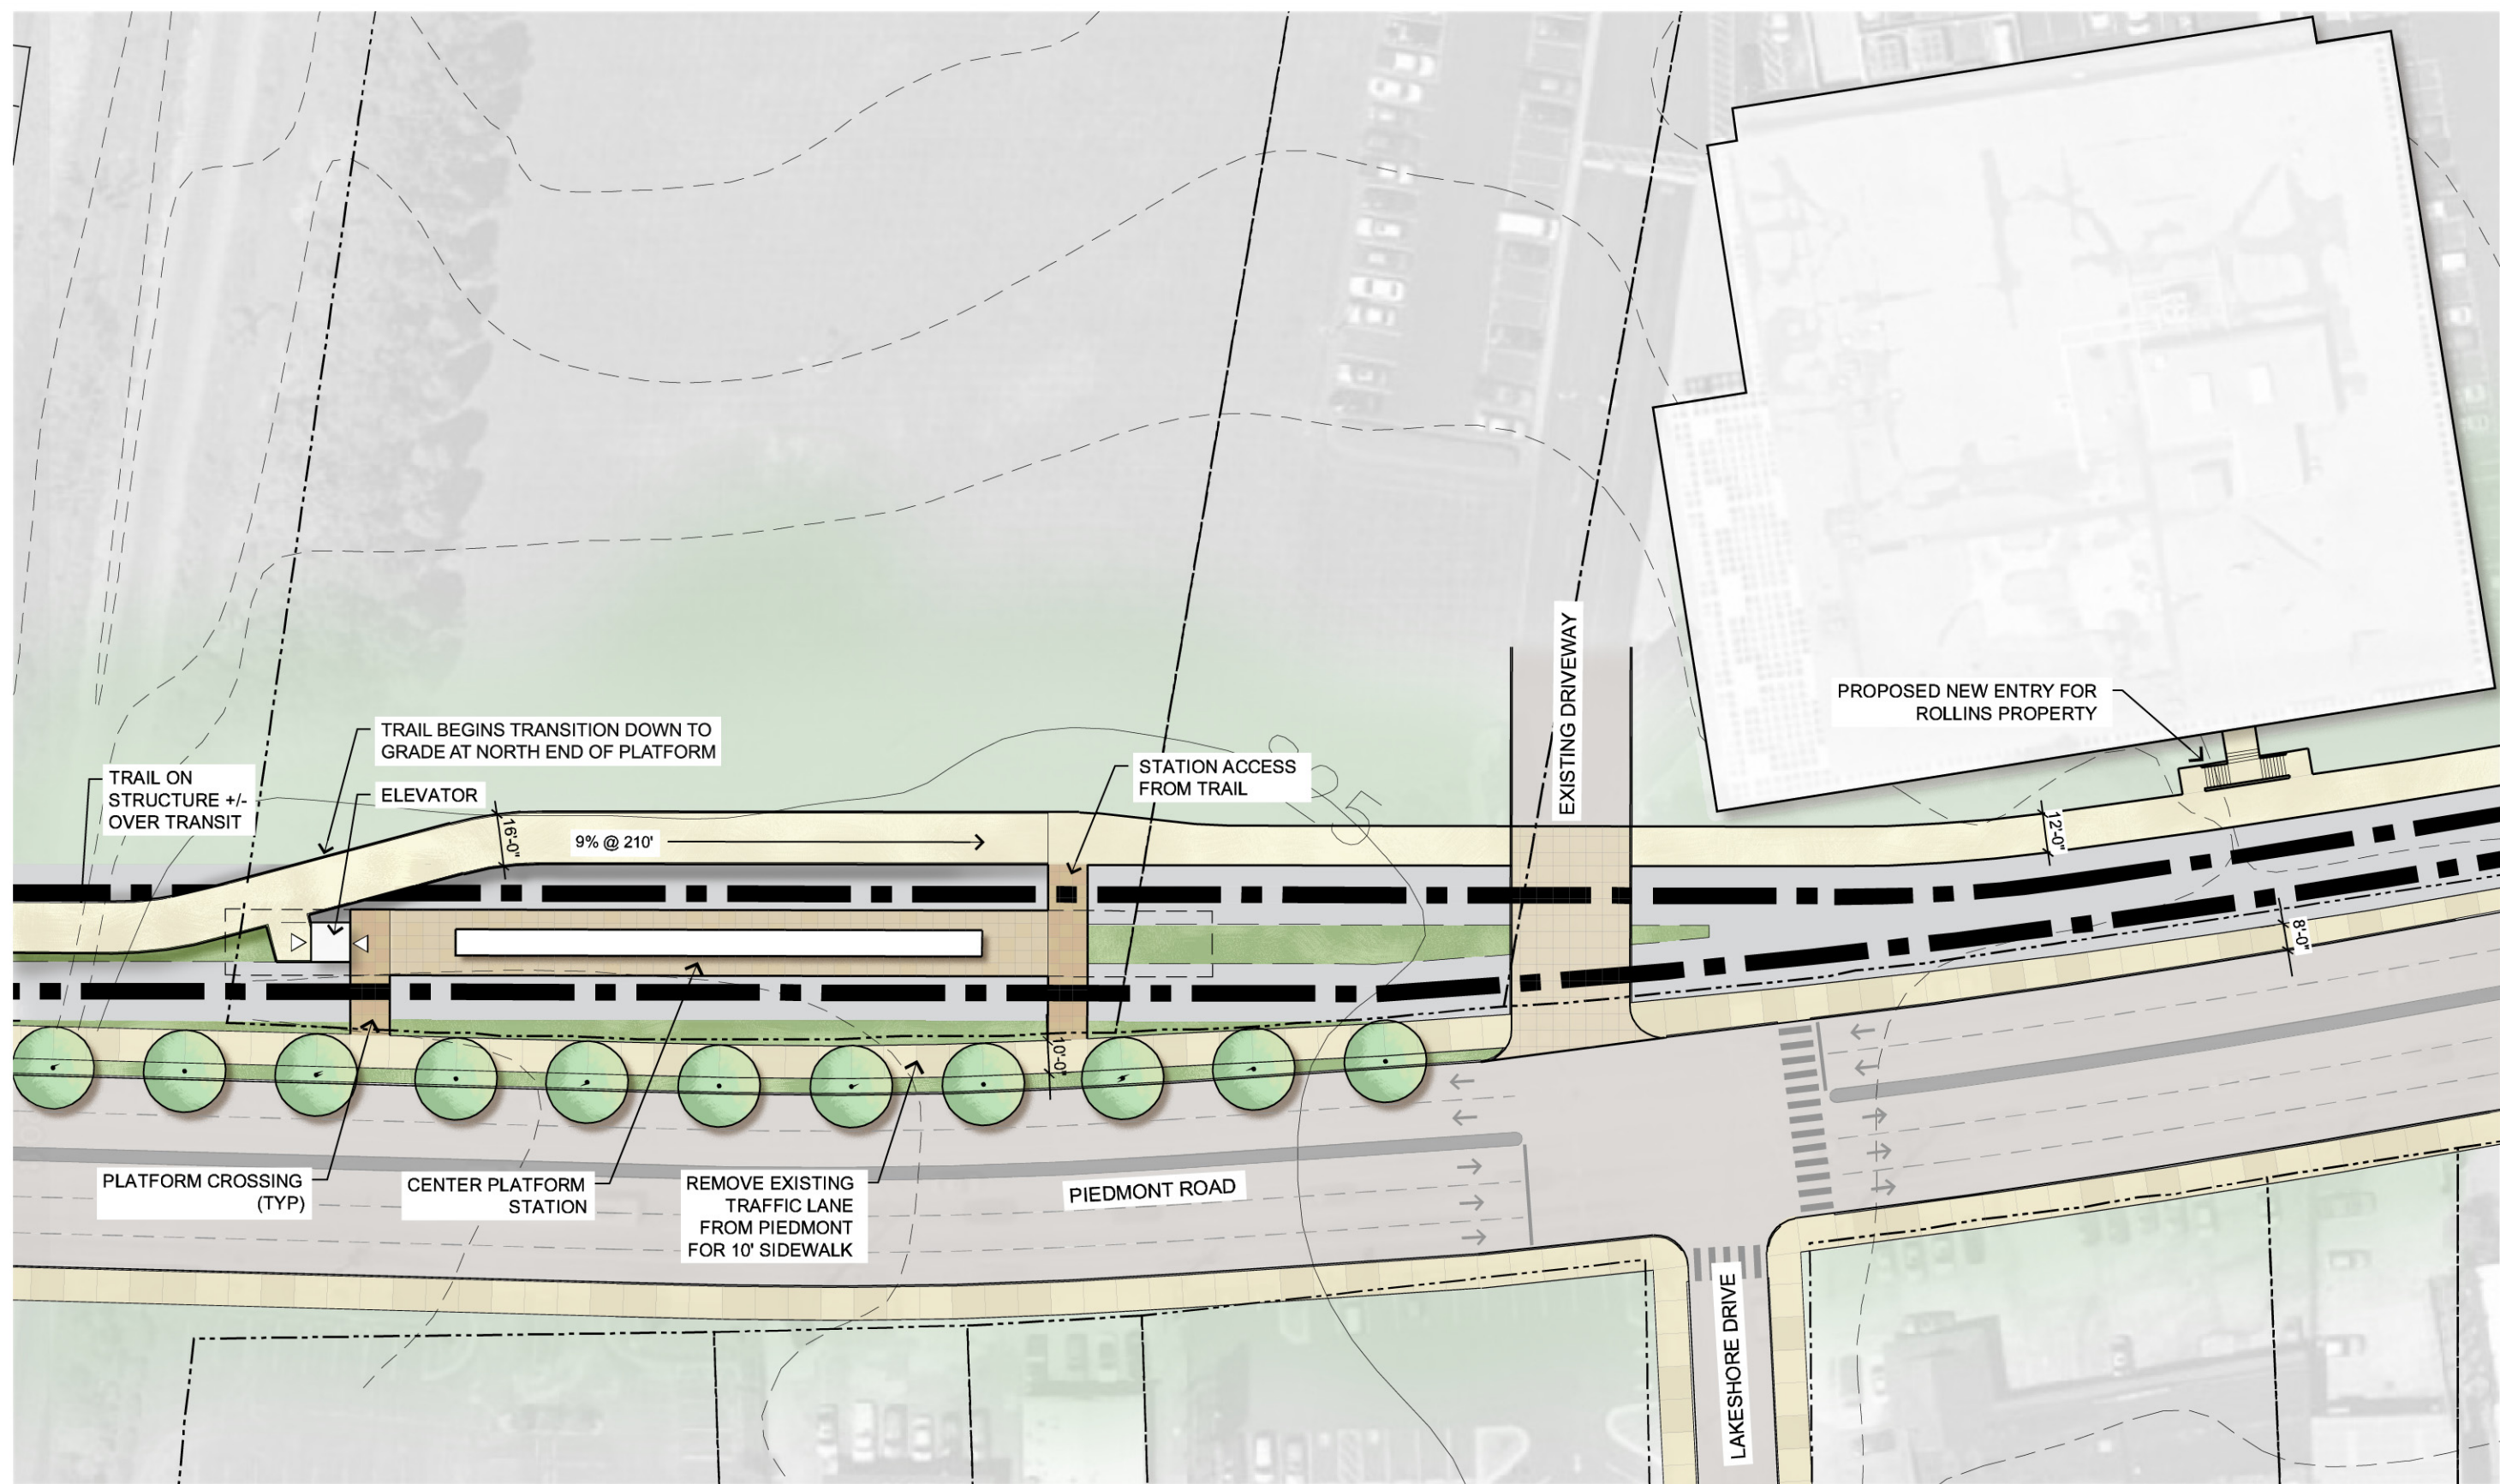 EXISTING DRIVEWAY
PROPOSED NEW ENTRY FOR
ROLLINS PROPERTY
TRAIL BEGINS TRANSITION DOWN TO
GRADE AT NORTH END OF PLATFORM
STATION ACCESS
FROM TRAIL
TRAIL ON
STRUCTURE +/-
OVER TRANSIT
ELEVATOR
16'-0"
9% @ 210'
12'-0"
8'-0"
10'-0"
PLATFORM CROSSING
(TYP)
CENTER PLATFORM
STATION
REMOVE EXISTING
TRAFFIC LANE
FROM PIEDMONT
FOR 10' SIDEWALK
PIEDMONT ROAD
LAKESHORE DRIVE